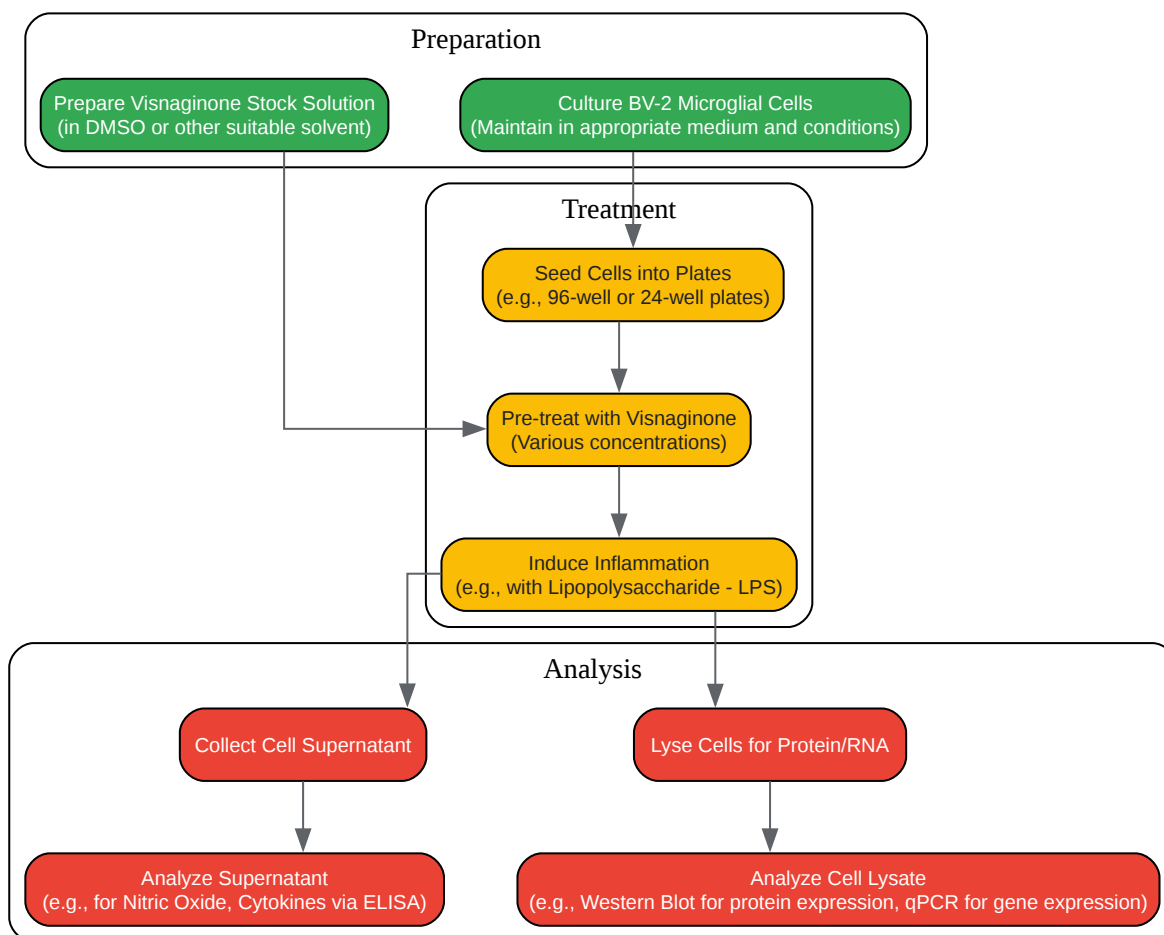 Preparation
Prepare Visnaginone Stock Solution
(in DMSO or other suitable solvent)
Culture BV-2 Microglial Cells
(Maintain in appropriate medium and conditions)
Treatment
Seed Cells into Plates
(e.g., 96-well or 24-well plates)
Pre-treat with Visnaginone
(Various concentrations)
Induce Inflammation
(e.g., with Lipopolysaccharide - LPS)
Analysis
Collect Cell Supernatant
Lyse Cells for Protein/RNA
Analyze Supernatant
(e.g., for Nitric Oxide, Cytokines via ELISA)
Analyze Cell Lysate
(e.g., Western Blot for protein expression, qPCR for gene expression)